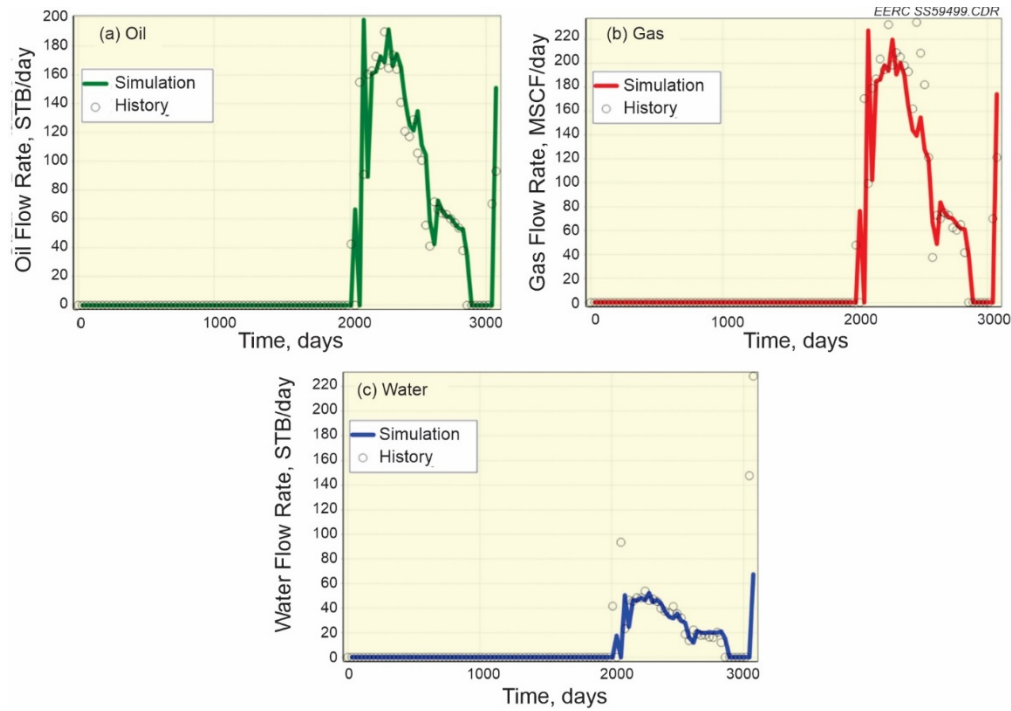 EERC SS59499.CDR
(a) Oil
Simulation
History
Oil Flow Rate, STB/day
200
180
160
140
120
100
80
60
40
20
0
0 1000 2000 3000
Time, days
(b) Gas
Simulation
History
Gas Flow Rate, MSCF/day
220
200
180
160
140
120
100
80
60
40
20
0
0 1000 2000 3000
Time, days
(c) Water
Simulation
History
Water Flow Rate, STB/day
220
200
180
160
140
120
100
80
60
40
20
0
0 1000 2000 3000
Time, days